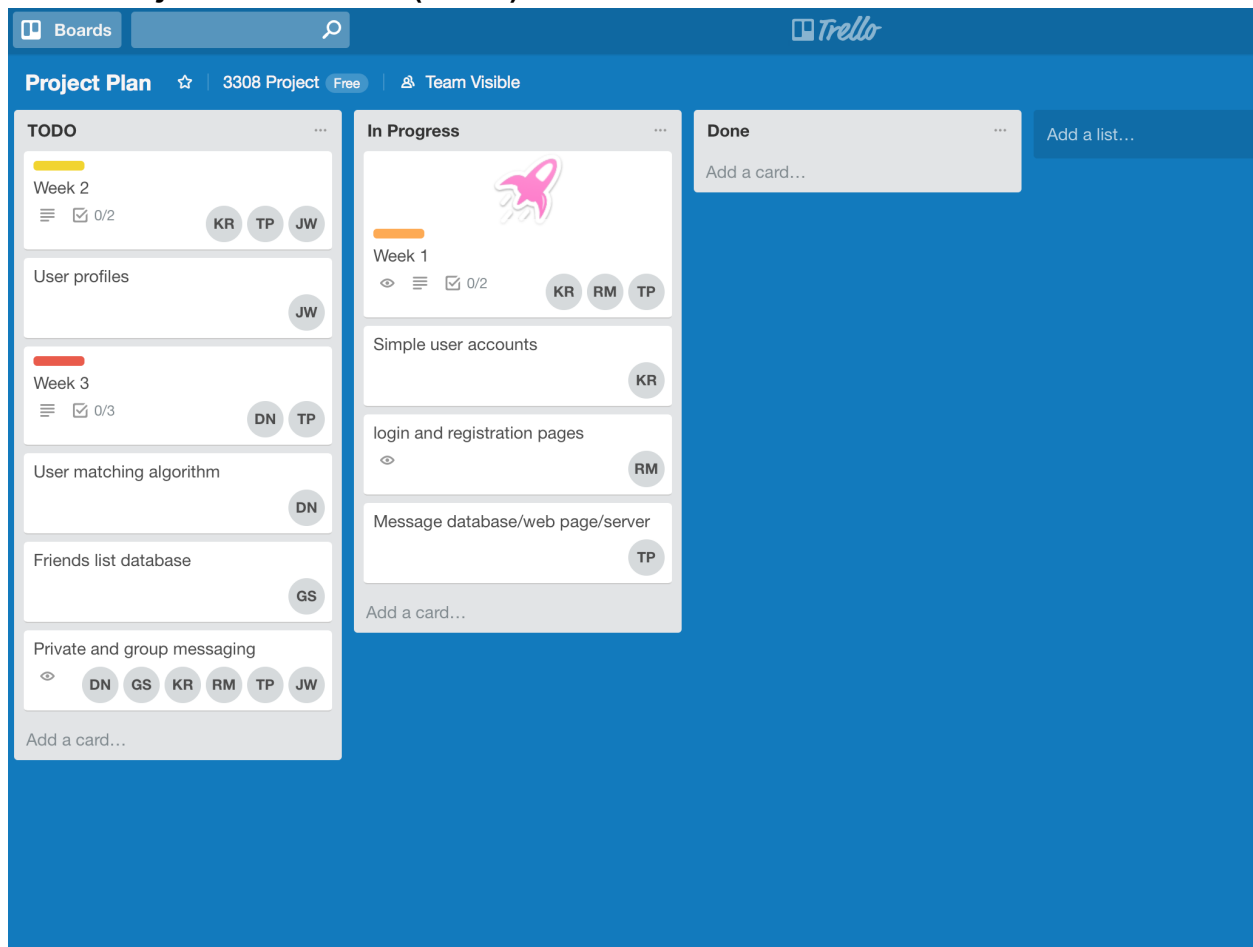 Boards
Trello
Project Plan
3308 Project Free
Team Visible
TODO
Week 2
0/2
KR TP JW
User profiles
JW
Week 3
0/3
DN TP
User matching algorithm
DN
Friends list database
GS
Private and group messaging
DN GS KR RM TP JW
Add a card…
In Progress
Week 1
0/2
KR RM TP
Simple user accounts
KR
login and registration pages
RM
Message database/web page/server
TP
Add a card…
Done
Add a card…
Add a list…